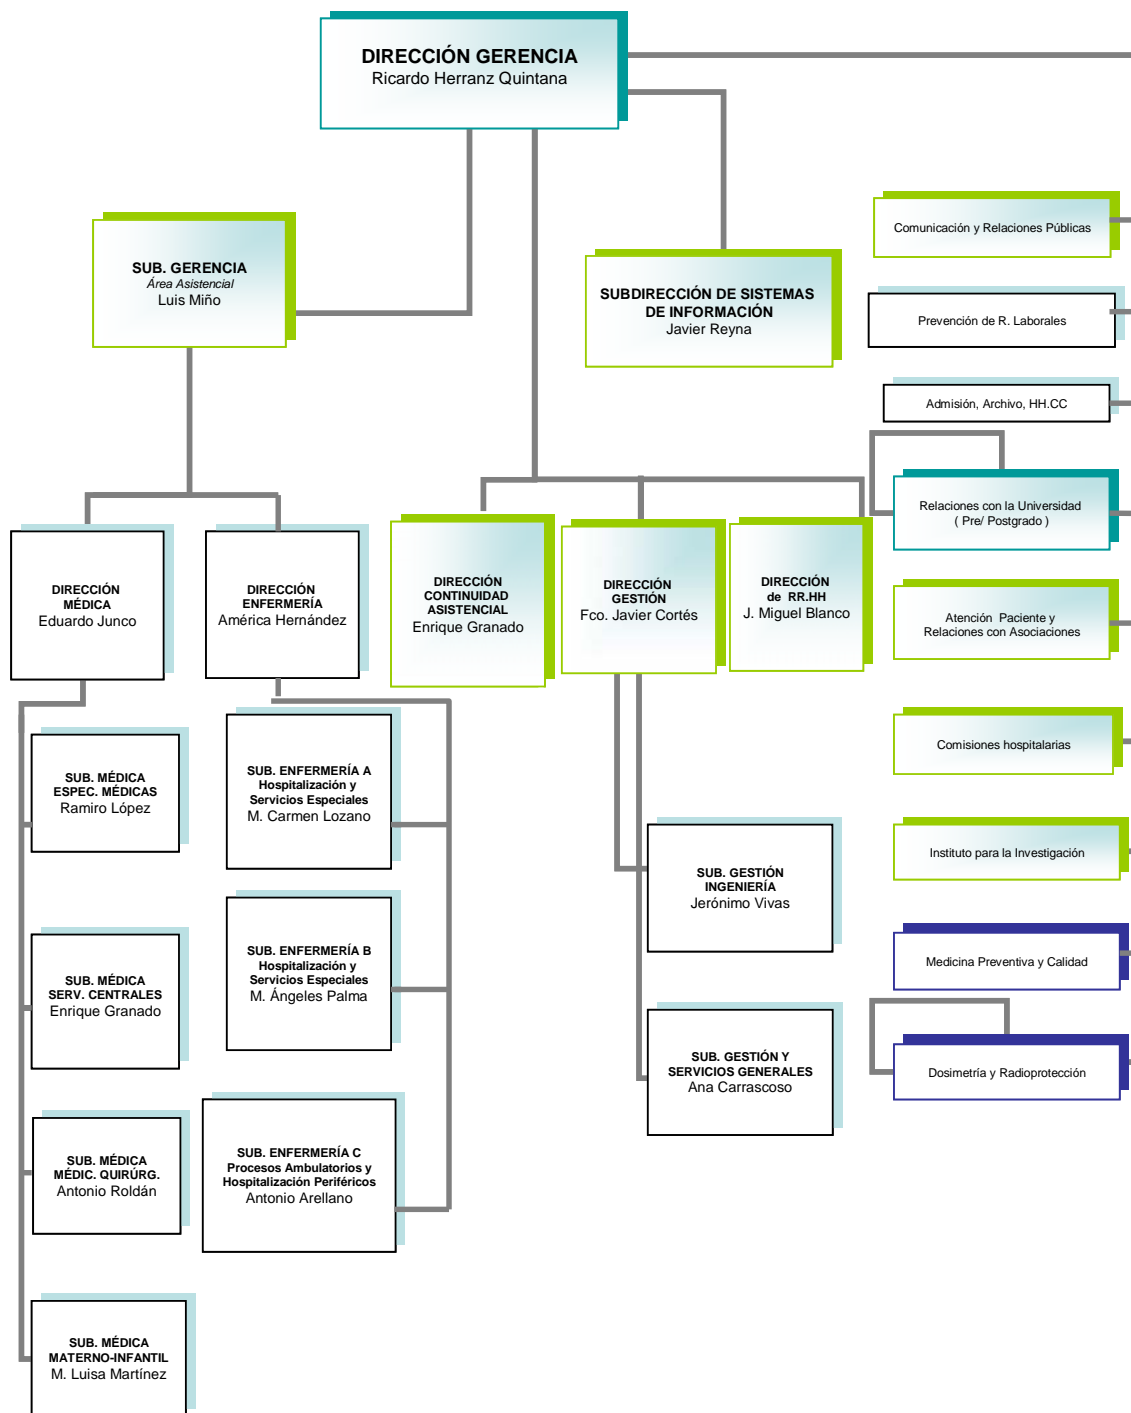 DIRECCIÓN GERENCIA
Ricardo Herranz Quintana
SUB. GERENCIA
Área Asistencial
Luis Miño
SUBDIRECCIÓN DE SISTEMAS
DE INFORMACIÓN
Javier Reyna
Comunicación y Relaciones Públicas
Prevención de R. Laborales
Admisión, Archivo, HH.CC
Relaciones con la Universidad
( Pre/ Postgrado )
Atención Paciente y
Relaciones con Asociaciones
Comisiones hospitalarias
Instituto para la Investigación
Medicina Preventiva y Calidad
Dosimetría y Radioprotección
DIRECCIÓN
MÉDICA
Eduardo Junco
DIRECCIÓN
ENFERMERÍA
América Hernández
DIRECCIÓN
CONTINUIDAD
ASISTENCIAL
Enrique Granado
DIRECCIÓN
GESTIÓN
Fco. Javier Cortés
DIRECCIÓN
de RR.HH
J. Miguel Blanco
SUB. MÉDICA
ESPEC. MÉDICAS
Ramiro López
SUB. MÉDICA
SERV. CENTRALES
Enrique Granado
SUB. MÉDICA
MÉDIC. QUIRÚRG.
Antonio Roldán
SUB. MÉDICA
MATERNO-INFANTIL
M. Luisa Martínez
SUB. ENFERMERÍA A
Hospitalización y
Servicios Especiales
M. Carmen Lozano
SUB. ENFERMERÍA B
Hospitalización y
Servicios Especiales
M. Ángeles Palma
SUB. ENFERMERÍA C
Procesos Ambulatorios y
Hospitalización Periféricos
Antonio Arellano
SUB. GESTIÓN
INGENIERÍA
Jerónimo Vivas
SUB. GESTIÓN Y
SERVICIOS GENERALES
Ana Carrascoso